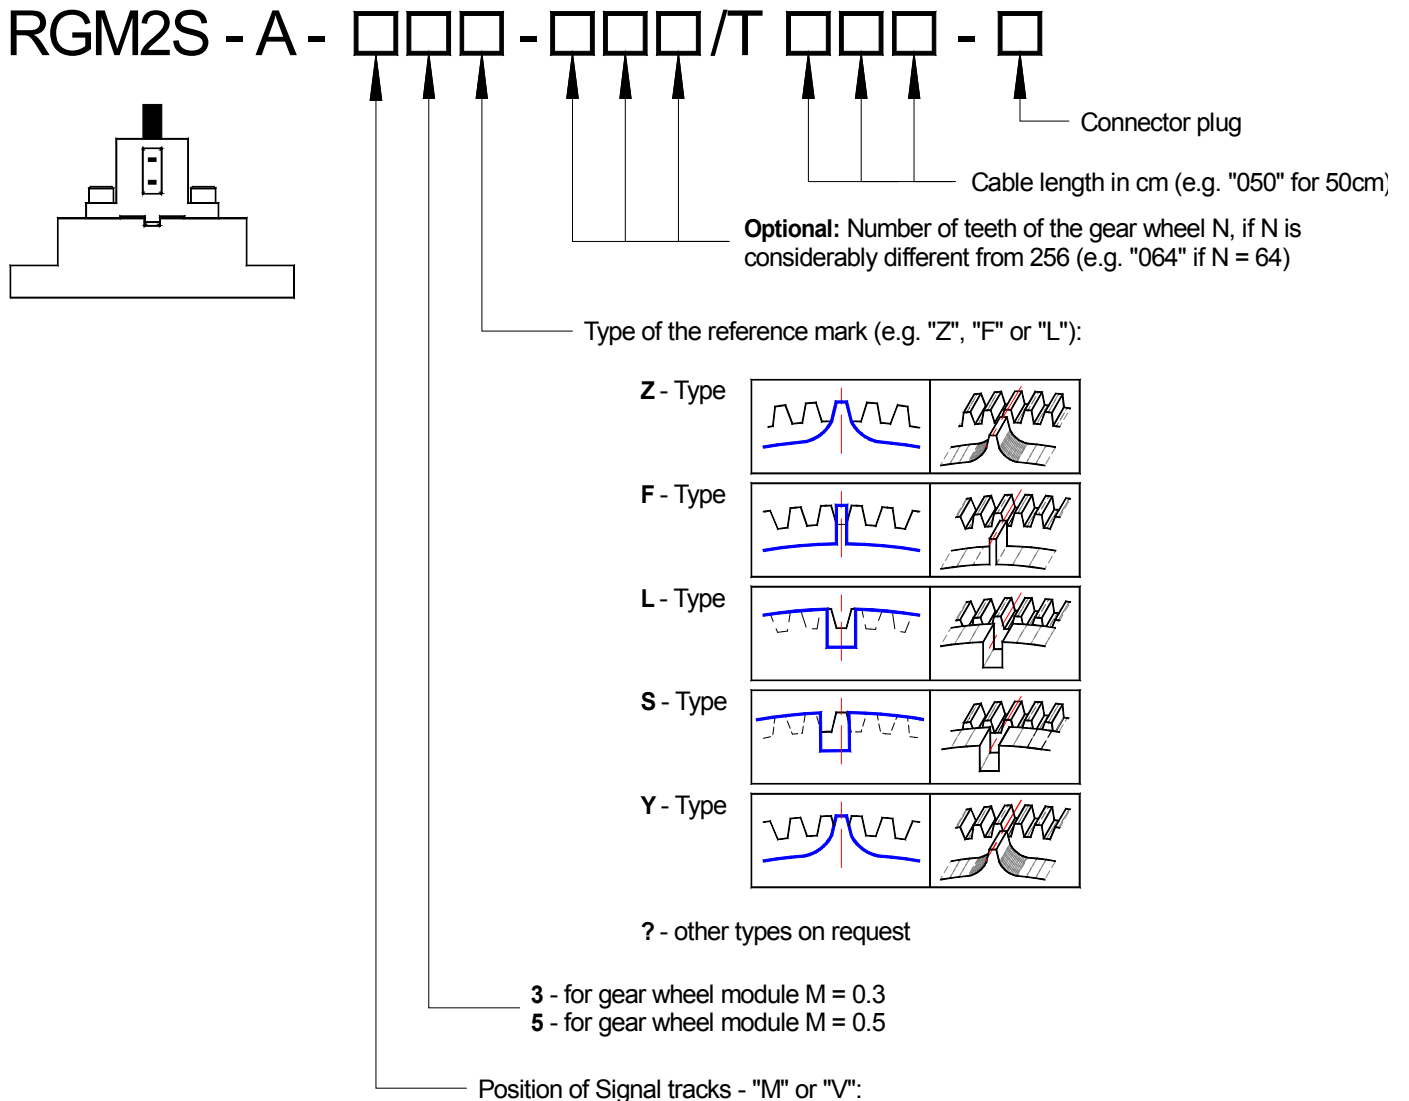 RGM2S - A - □□□ - □□□/T □□□ - □
Connector plug
Cable length in cm (e.g. "050" for 50cm)
Optional: Number of teeth of the gear wheel N, if N is
considerably different from 256 (e.g. "064" if N = 64)
Type of the reference mark (e.g. "Z", "F" or "L"):
Z - Type
F - Type
L - Type
S - Type
Y - Type
? - other types on request
3 - for gear wheel module M = 0.3
5 - for gear wheel module M = 0.5
Position of Signal tracks - "M" or "V":